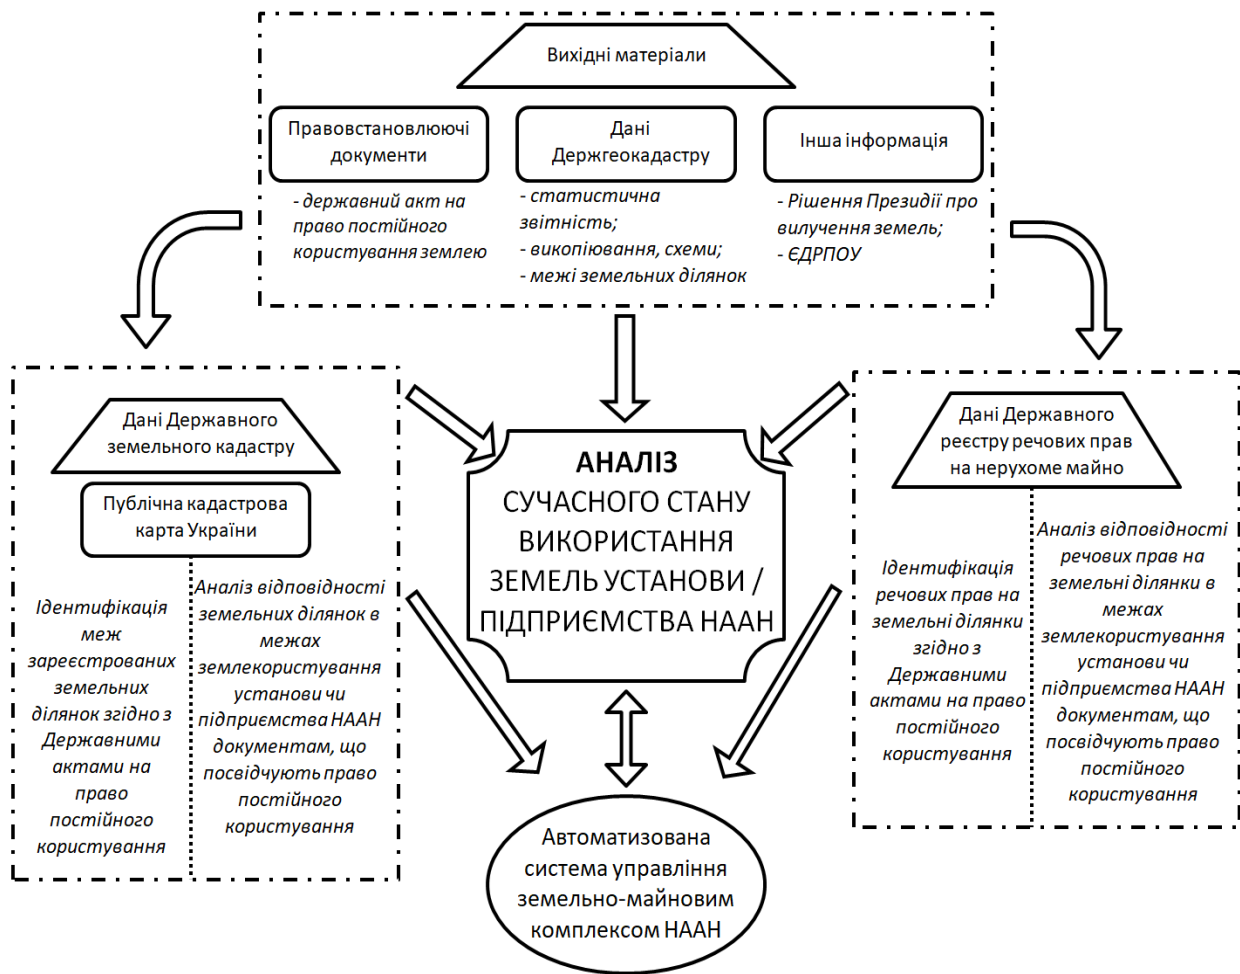 Вихідні матеріали
Правовстановлюючі
документи
- державний акт на
право постійного
користування землею
Дані
Держгеокадастру
- статистична
звітність;
- викопіювання, схеми;
- межі земельних ділянок
Інша інформація
- Рішення Президії про
вилучення земель;
- ЄДРПОУ
Дані Державного
земельного кадастру
Публічна кадастрова
карта України
Ідентифікація
меж
зареєстрованих
земельних
ділянок згідно з
Державними
актами на
право
постійного
користування
Аналіз відповідності
земельних ділянок в
межах
землекористування
установи чи
підприємства НААН
документам, що
посвідчують право
постійного
користування
АНАЛІЗ
СУЧАСНОГО СТАНУ
ВИКОРИСТАННЯ
ЗЕМЕЛЬ УСТАНОВИ /
ПІДПРИЄМСТВА НААН
Дані Державного
реєстру речових прав
на нерухоме майно
Ідентифікація
речових прав на
земельні ділянки
згідно з
Державними
актами на право
постійного
користування
Аналіз відповідності
речових прав на
земельні ділянки в
межах
землекористування
установи чи
підприємства НААН
документам, що
посвідчують право
постійного
користування
Автоматизована
система управління
земельно-майновим
комплексом НААН